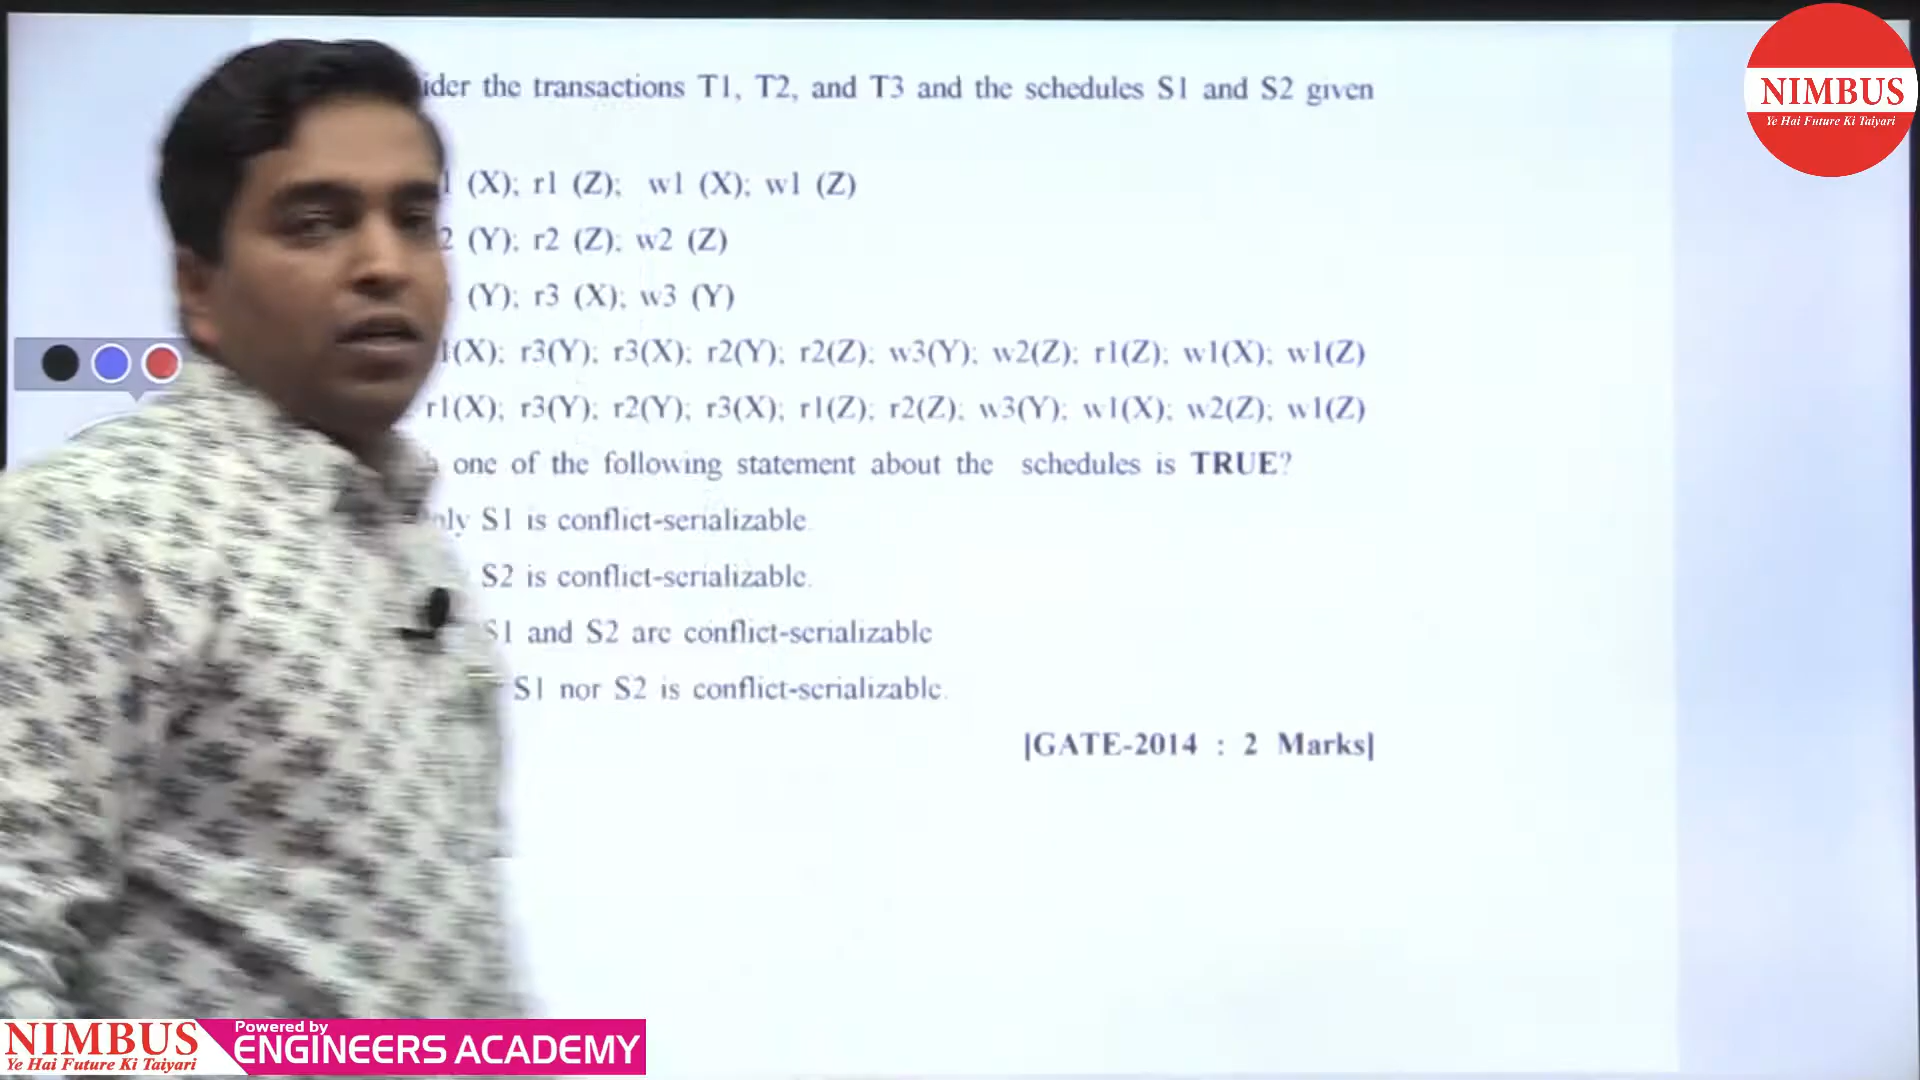 NIMBUS
Ye Hai Future Ki Taiyari
the transactions T1, T2, and T3 and the schedules S1 and S2 given
(X); r1 (Z); w1 (X); w1 (Z)
(Y); r2 (Z); w2 (Z)
(Y); r3 (X); w3 (Y)
(X); r3(Y); r3(X); r2(Y); r2(Z); w3(Y); w2(Z); r1(Z); w1(X); w1(Z)
r1(X); r3(Y); r2(Y); r3(X); r1(Z); r2(Z); w3(Y); w1(X); w2(Z); w1(Z)
one of the following statement about the schedules is TRUE?
S1 is conflict-serializable.
S2 is conflict-serializable.
S1 and S2 are conflict-serializable
S1 nor S2 is conflict-serializable.
[GATE-2014 : 2 Marks]
NIMBUS
Ye Hai Future Ki Taiyari
Powered by
ENGINEERS ACADEMY